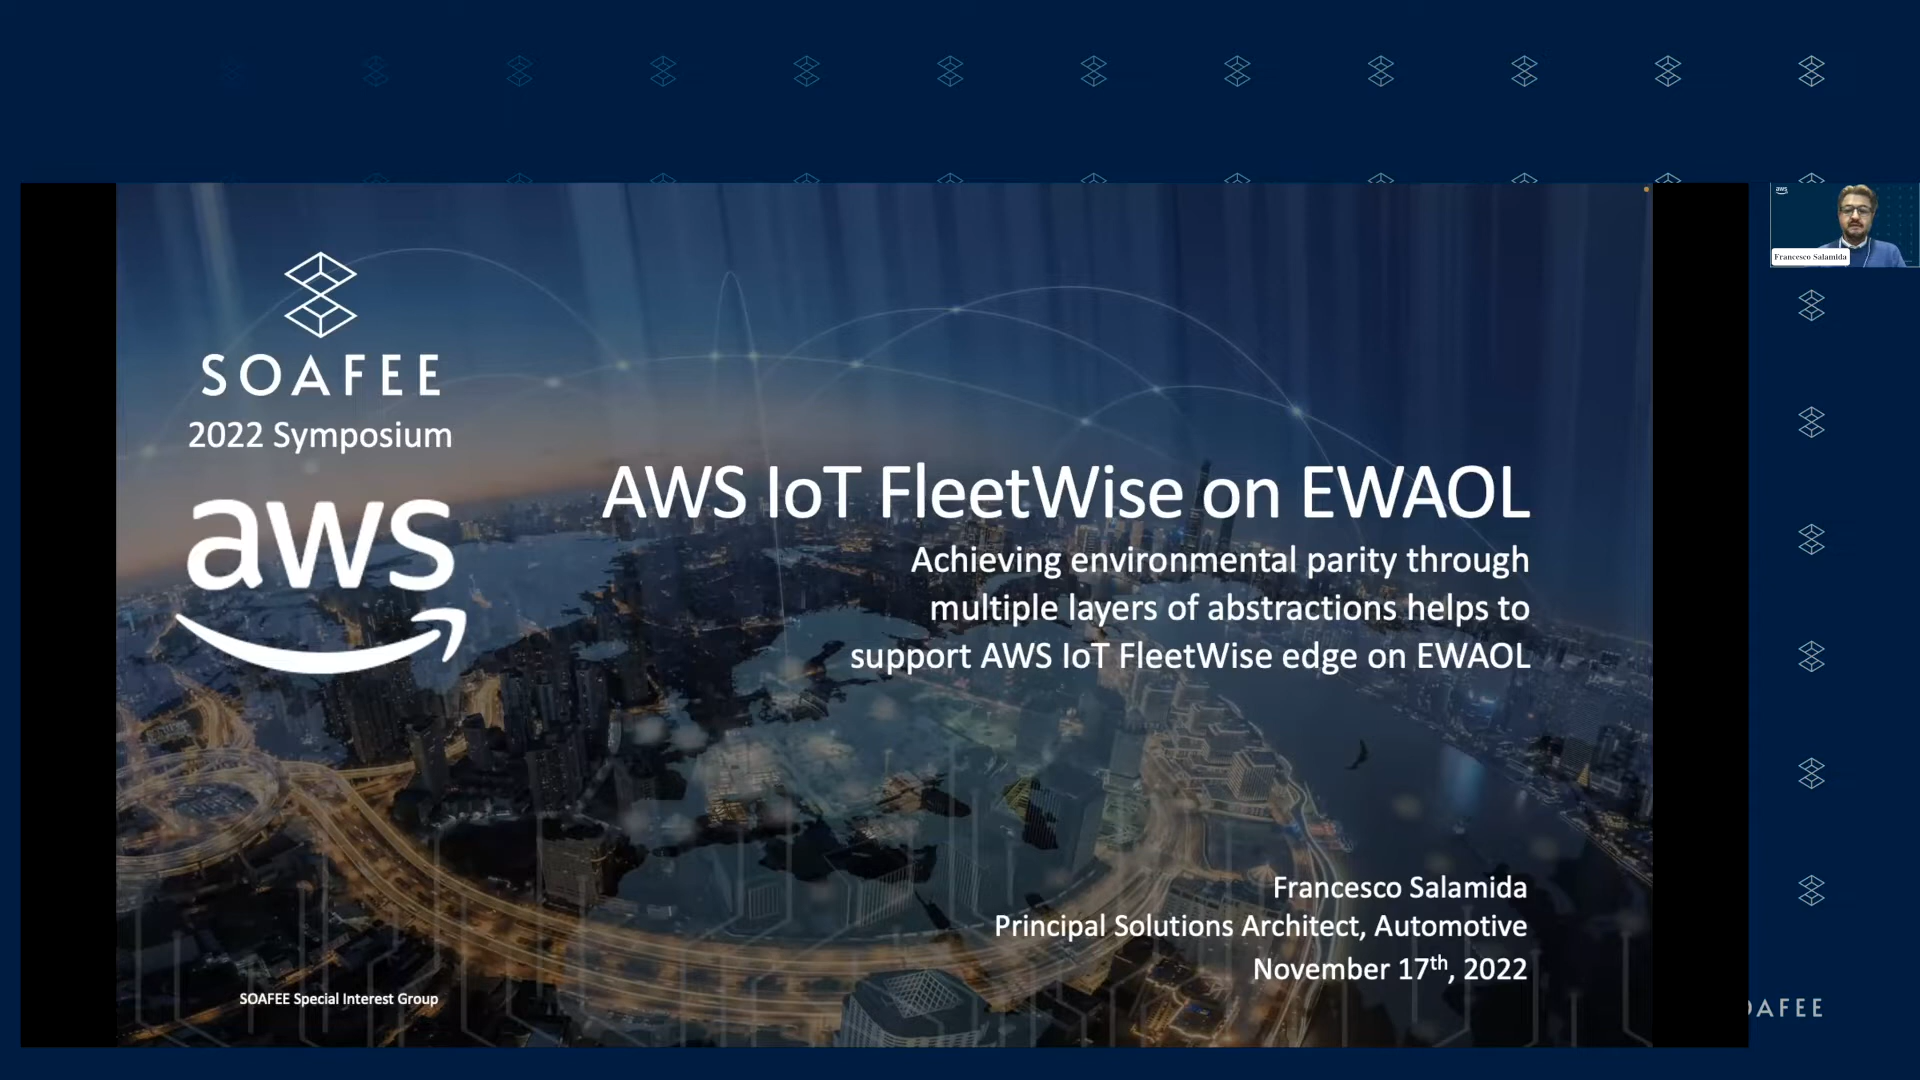 SOAFEE
2022 Symposium
aws
AWS IoT FleetWise on EWAOL
Achieving environmental parity through
multiple layers of abstractions helps to
support AWS IoT FleetWise edge on EWAOL
Francesco Salamida
Principal Solutions Architect, Automotive
November 17th, 2022
SOAFEE Special Interest Group
aws
Francesco Salamida
OAFEE